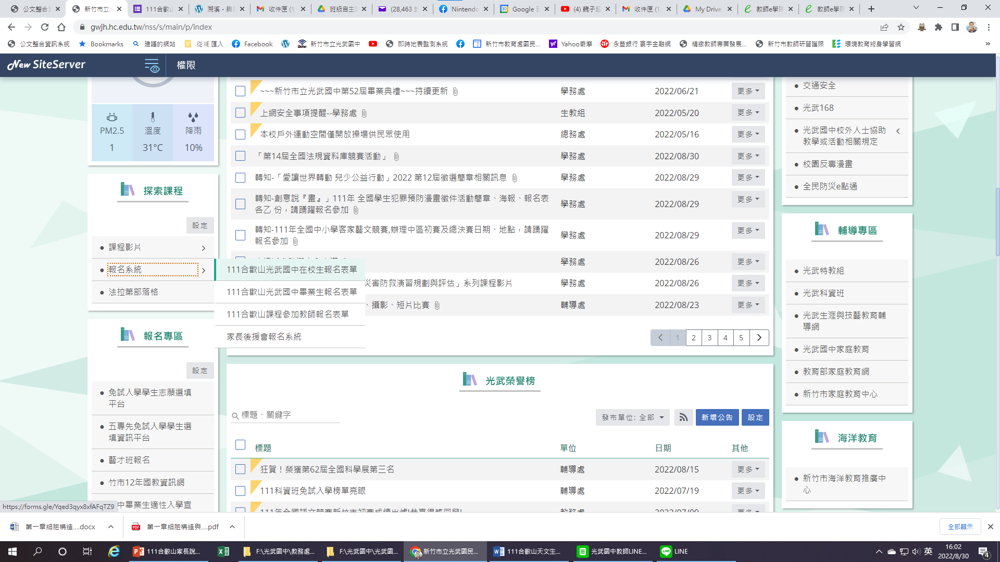 公文整合
新竹市立
111合歡山
溯溪 - 與
收件匣 (1,
班級自主
(28,463 封
Nintendo
Google
(4) 魏子超
收件匣 (1,
My Drive
教師e學院
教師e學院
gwjh.hc.edu.tw/nss/s/main/p/index
公文整合資訊系統
Bookmarks
建議的網站
從 IE 匯入
Facebook
新竹市立光武國中
即時地震監測系統
新竹市教育處國民...
Yahoo奇摩
永豐銀行 寰宇金融網
精緻教師專業發展...
新竹市教師研習護照
環境教育終身學習網
New SiteServer
權限
PM2.5
溫度
降雨
1
31°C
10%
探索課程
設定
課程影片
報名系統
法拉第部落格
報名專區
設定
免試入學學生志願選填
平台
五專先免試入學學生選
填資訊平台
藝才班報名
竹市12年國教資訊網
中畢業生適性入學宣
111合歡山光武國中在校生報名表單
111合歡山光武國中畢業生報名表單
111合歡山課程參加教師報名表單
家長後援會報名系統
~~~新竹市立光武國中第52屆畢業典禮~~~持續更新 學務處 2022/06/21 更多
上網安全事項提醒--學務處 生教組 2022/05/20 更多
本校戶外運動空間僅開放操場供民眾使用 總務處 2022/05/16 更多
「第14屆全國法規資料庫競賽活動」 學務處 2022/08/30 更多
轉知-「愛讓世界轉動 兒少公益行動」2022 第12屆徵選簡章相關訊息 學務處 2022/08/29 更多
轉知-創意說『畫』」111年 全國學生犯罪預防漫畫徵件活動簡章、海報、報名表
各乙 份，請踴躍報名參加 學務處 2022/08/29 更多
轉知-111年全國中小學客家藝文競賽,辦理中區初賽及總決賽日期、地點，請踴躍
報名參加 學務處 2022/08/29 更多
學務處 2022/08/26 更多
災害防救演習規劃與評估」系列課程影片 學務處 2022/08/26 更多
、攝影、短片比賽 輔導處 2022/08/23 更多
1 2 3 4 5
光武榮譽榜
標題、關鍵字
發布單位: 全部
新增公告
設定
標題 單位 日期 其他
狂賀！榮獲第62屆全國科學展第三名 輔導處 2022/08/15 更多
111科資班免試入學榜單亮眼 輔導處 2022/07/19 更多
111年全國語文競賽新竹市初賽成績出爐!恭喜得獎同學! 教務處 2022/07/09
交通安全
光武168
光武國中校外人士協助
教學或活動相關規定
校園反毒漫畫
全民防災e點通
輔導專區
光武特教組
光武科資班
光武生涯與技藝教育輔
導網
光武國中家庭教育
教育部家庭教育網
新竹市家庭教育中心
海洋教育
新竹市海洋教育推廣中
心
https://forms.gle/Yqed3qyx8xfAFqTZ9
第一章細胞構造....docx
第一章細胞構造與....pdf
全部顯示
111合歡山家長說...
F:\光武國中\教務處...
F:\光武國中\光武國...
新竹市立光武國民...
111合歡山天文生...
光武國中教師LINE...
LINE
英
16:02
2022/8/30
4